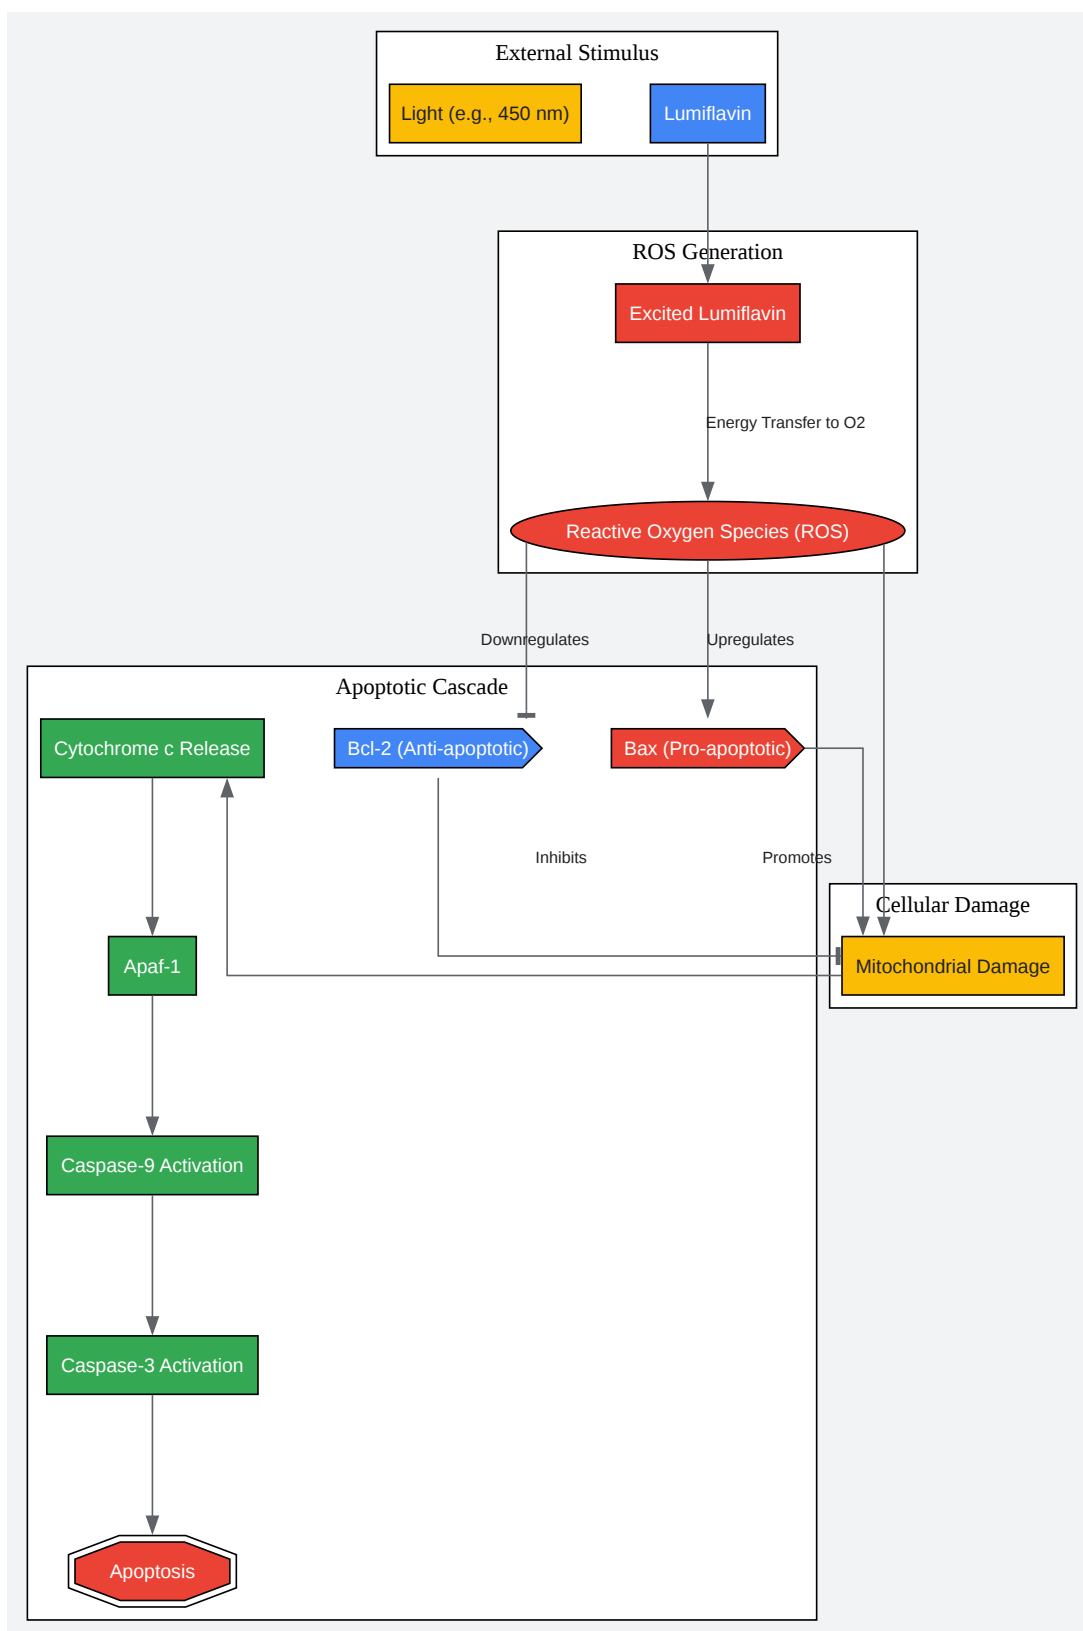 External Stimulus
Light (e.g., 450 nm)
Lumiflavin
ROS Generation
Excited Lumiflavin
Energy Transfer to O2
Reactive Oxygen Species (ROS)
Downregulates
Upregulates
Apoptotic Cascade
Cytochrome c Release
Bcl-2 (Anti-apoptotic)
Bax (Pro-apoptotic)
Inhibits
Promotes
Cellular Damage
Apaf-1
Mitochondrial Damage
Caspase-9 Activation
Caspase-3 Activation
Apoptosis